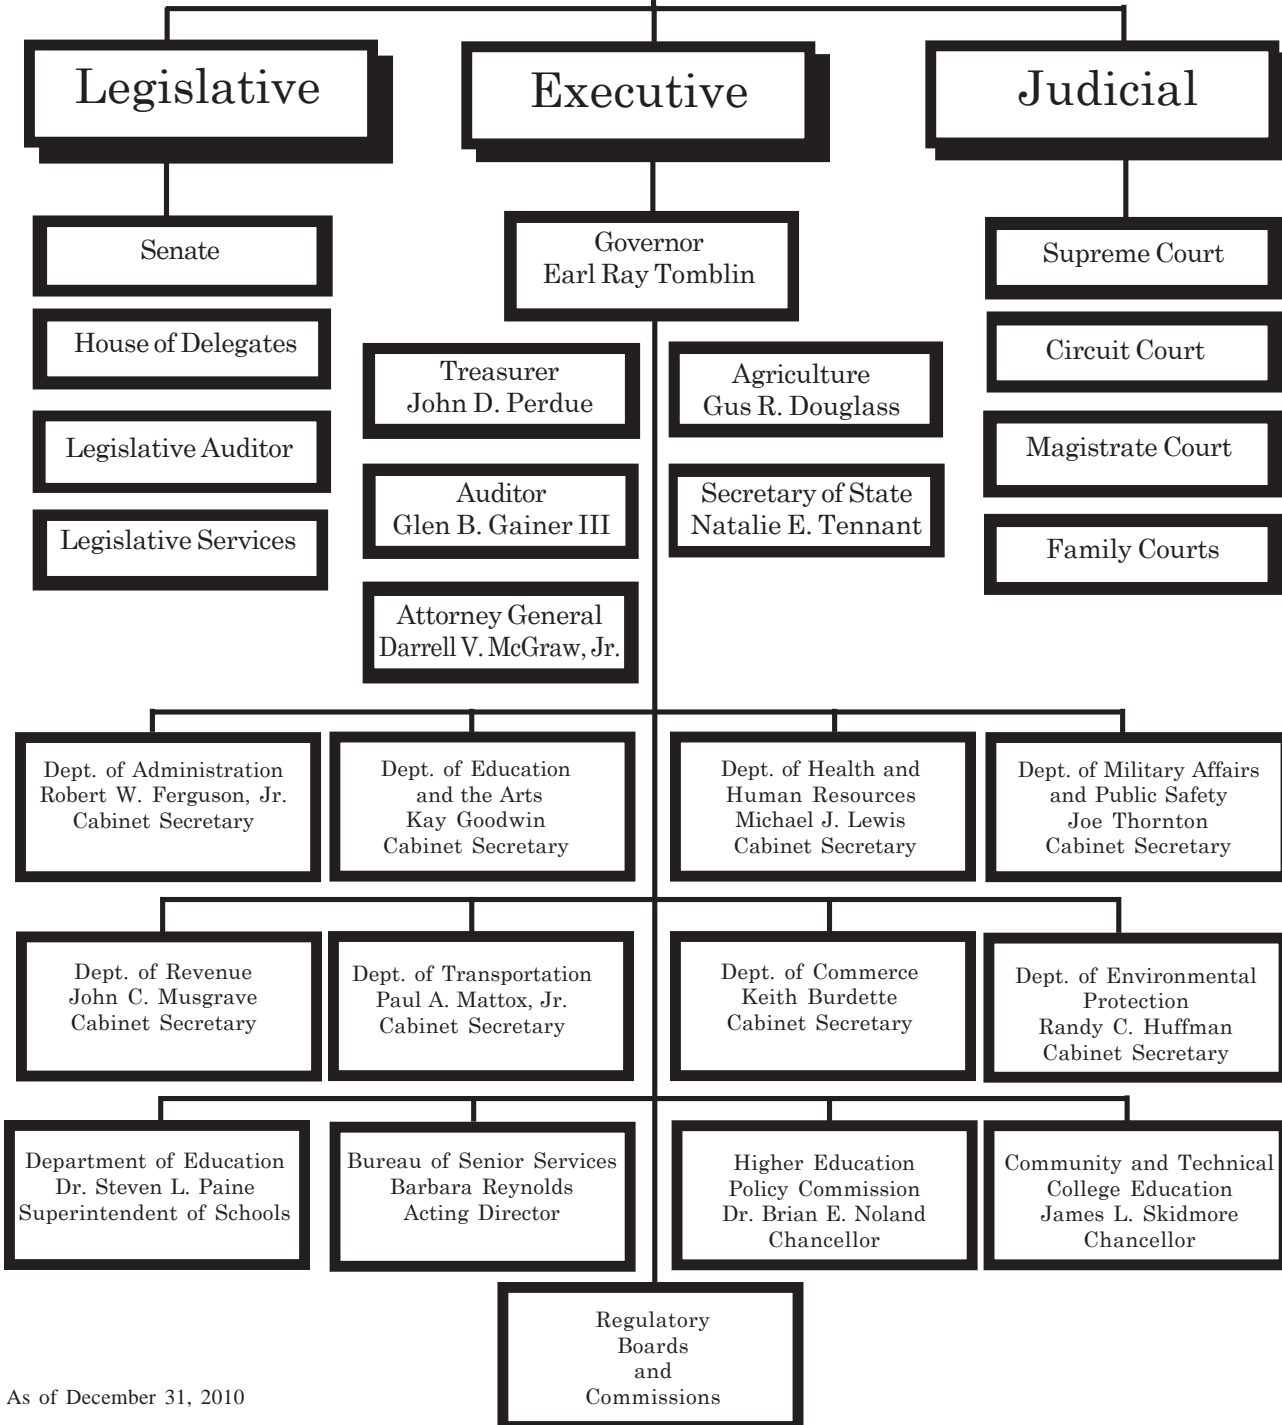 Legislative
Executive
Judicial
Senate
House of Delegates
Legislative Auditor
Legislative Services
Governor
Earl Ray Tomblin
Treasurer
John D. Perdue
Agriculture
Gus R. Douglass
Auditor
Glen B. Gainer III
Secretary of State
Natalie E. Tennant
Attorney General
Darrell V. McGraw, Jr.
Supreme Court
Circuit Court
Magistrate Court
Family Courts
Dept. of Administration
Robert W. Ferguson, Jr.
Cabinet Secretary
Dept. of Education
and the Arts
Kay Goodwin
Cabinet Secretary
Dept. of Health and
Human Resources
Michael J. Lewis
Cabinet Secretary
Dept. of Military Affairs
and Public Safety
Joe Thornton
Cabinet Secretary
Dept. of Revenue
John C. Musgrave
Cabinet Secretary
Dept. of Transportation
Paul A. Mattox, Jr.
Cabinet Secretary
Dept. of Commerce
Keith Burdette
Cabinet Secretary
Dept. of Environmental
Protection
Randy C. Huffman
Cabinet Secretary
Department of Education
Dr. Steven L. Paine
Superintendent of Schools
Bureau of Senior Services
Barbara Reynolds
Acting Director
Higher Education
Policy Commission
Dr. Brian E. Noland
Chancellor
Community and Technical
College Education
James L. Skidmore
Chancellor
Regulatory
Boards
and
Commissions
As of December 31, 2010